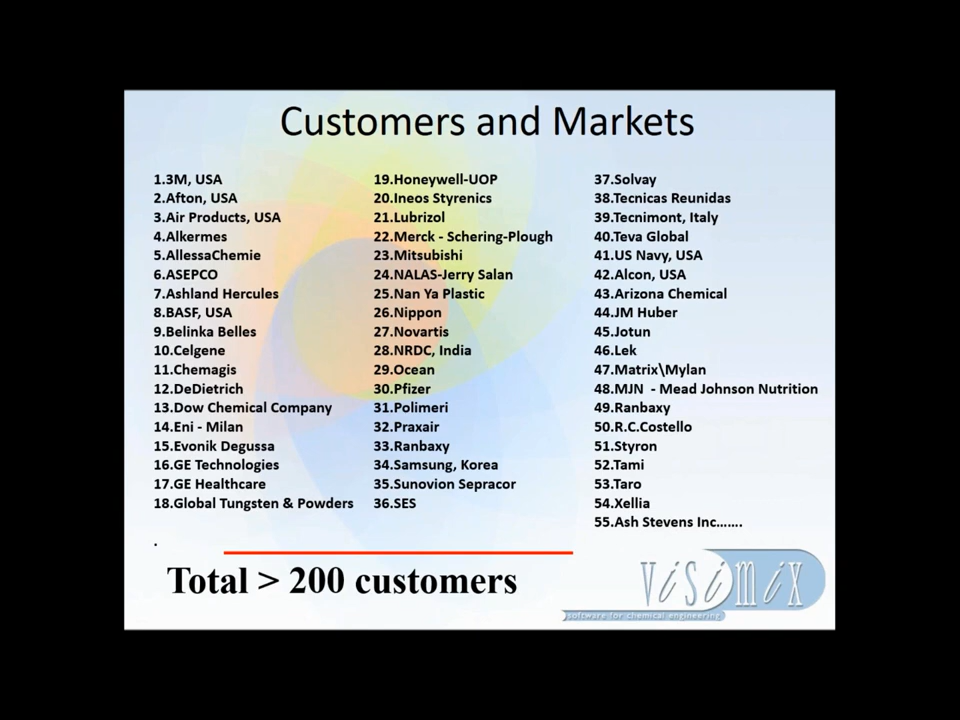 Customers and Markets
1.3M, USA
2.Afton, USA
3.Air Products, USA
4.Alkermes
5.AllessaChemie
6.ASEPCO
7.Ashland Hercules
8.BASF, USA
9.Belinka Belles
10.Celgene
11.Chemagis
12.DeDietrich
13.Dow Chemical Company
14.Eni - Milan
15.Evonik Degussa
16.GE Technologies
17.GE Healthcare
18.Global Tungsten & Powders
.
19.Honeywell-UOP
20.Ineos Styrenics
21.Lubrizol
22.Merck - Schering-Plough
23.Mitsubishi
24.NALAS-Jerry Salan
25.Nan Ya Plastic
26.Nippon
27.Novartis
28.NRDC, India
29.Ocean
30.Pfizer
31.Polimeri
32.Praxair
33.Ranbaxy
34.Samsung, Korea
35.Sunovion Sepracor
36.SES
37.Solvay
38.Tecnicas Reunidas
39.Tecnimont, Italy
40.Teva Global
41.US Navy, USA
42.Alcon, USA
43.Arizona Chemical
44.JM Huber
45.Jotun
46.Lek
47.Matrix\Mylan
48.MJN  - Mead Johnson Nutrition
49.Ranbaxy
50.R.C.Costello
51.Styron
52.Tami
53.Taro
54.Xellia
55.Ash Stevens Inc…….
Total > 200 customers
ViSiMiX
software for chemical engineering